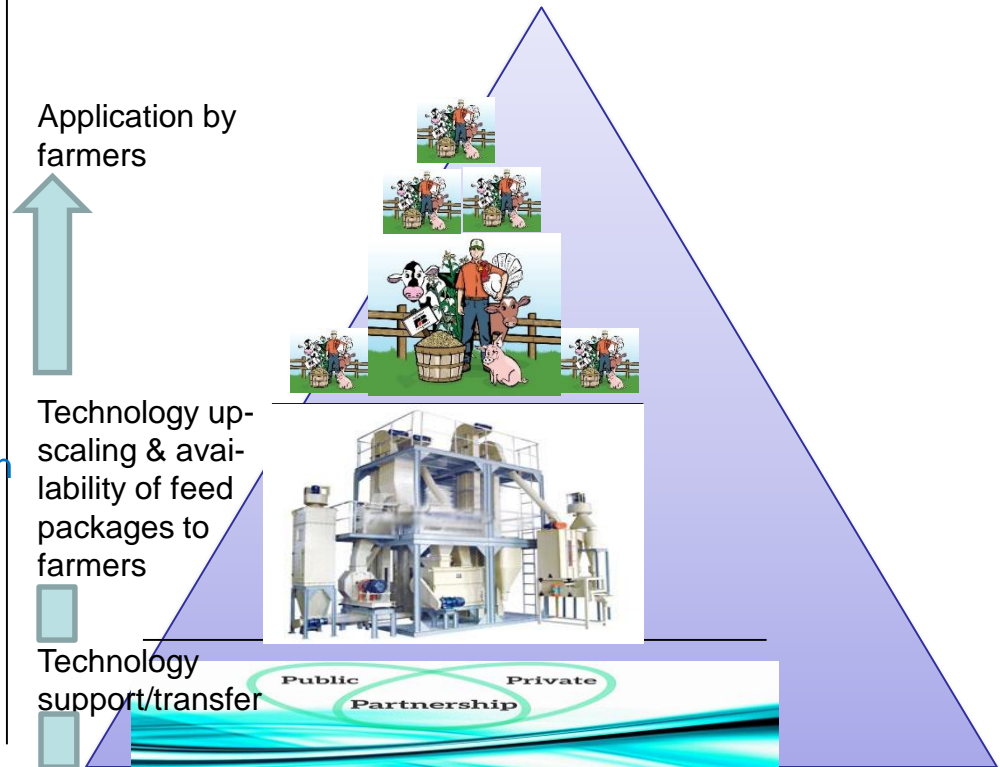 Application by
farmers
Technology up-
scaling & avai-
lability of feed
packages to
farmers
Technology
support/transfer
Public
Private
Partnership